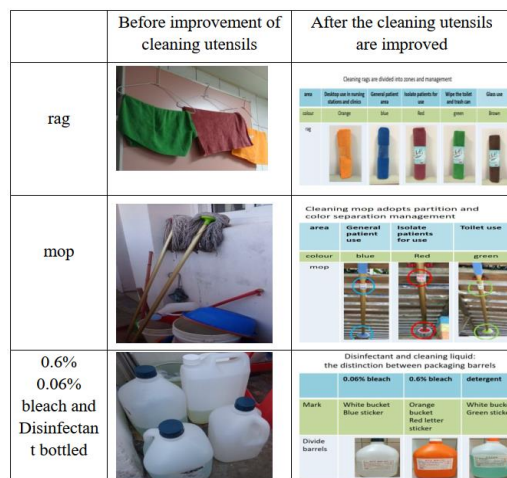 Before improvement of
cleaning utensils
After the cleaning utensils
are improved
rag
Cleaning rags are divided into zones and management
area
Desktop use in nursing
stations and clinics
General patient
area
Isolate patients for
use
Wipe the toilet
and trash can
Glass use
colour
Orange
blue
Red
green
Brown
rag
mop
Cleaning mop adopts partition and
color separation management
area
General
patient
use
Isolate
patients
for use
Toilet use
colour
blue
Red
green
mop
0.6%
0.06%
bleach and
Disinfectan
t bottled
Disinfectant and cleaning liquid:
the distinction between packaging barrels
0.06% bleach
0.6% bleach
detergent
Mark
White bucket
Blue sticker
Orange
bucket
Red letter
sticker
White buck
Green stick
Divide
barrels